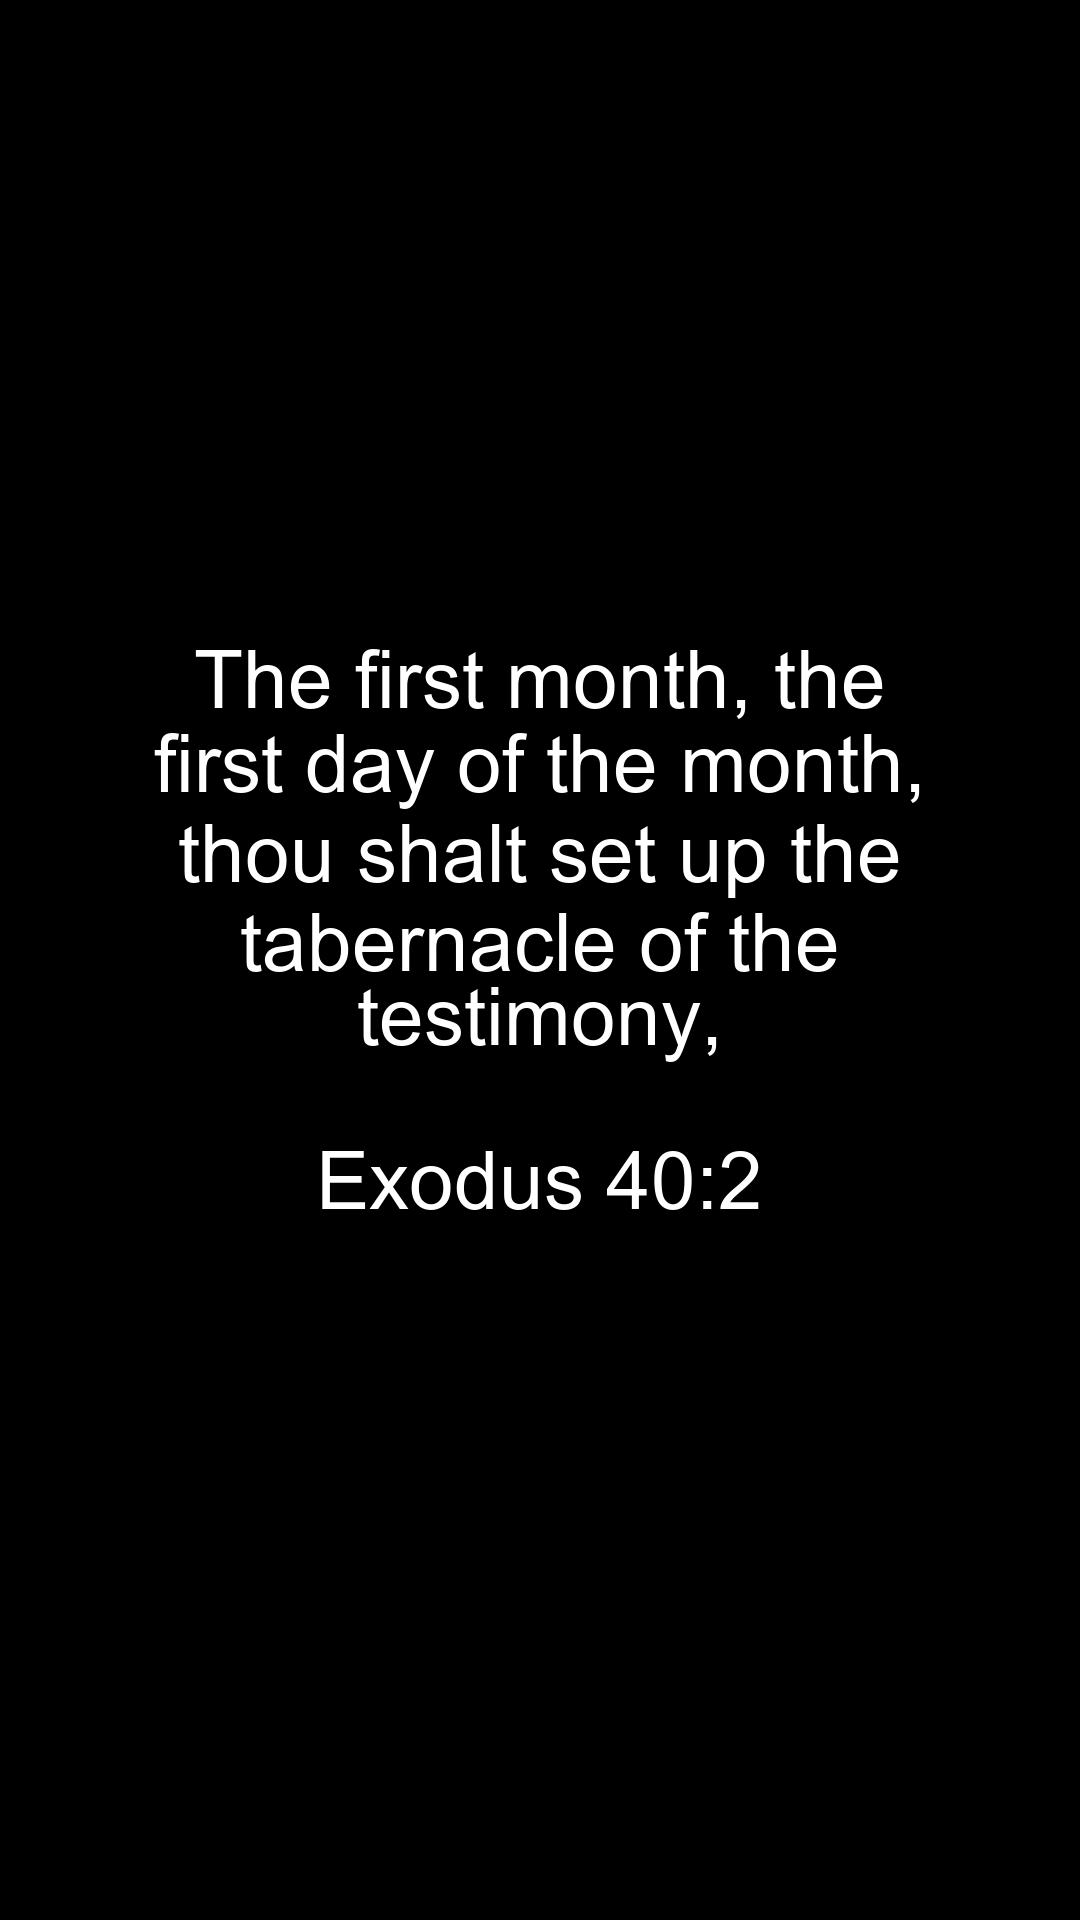 The first month, the
first day of the month,
thou shalt set up the
tabernacle of the
testimony,
Exodus 40:2